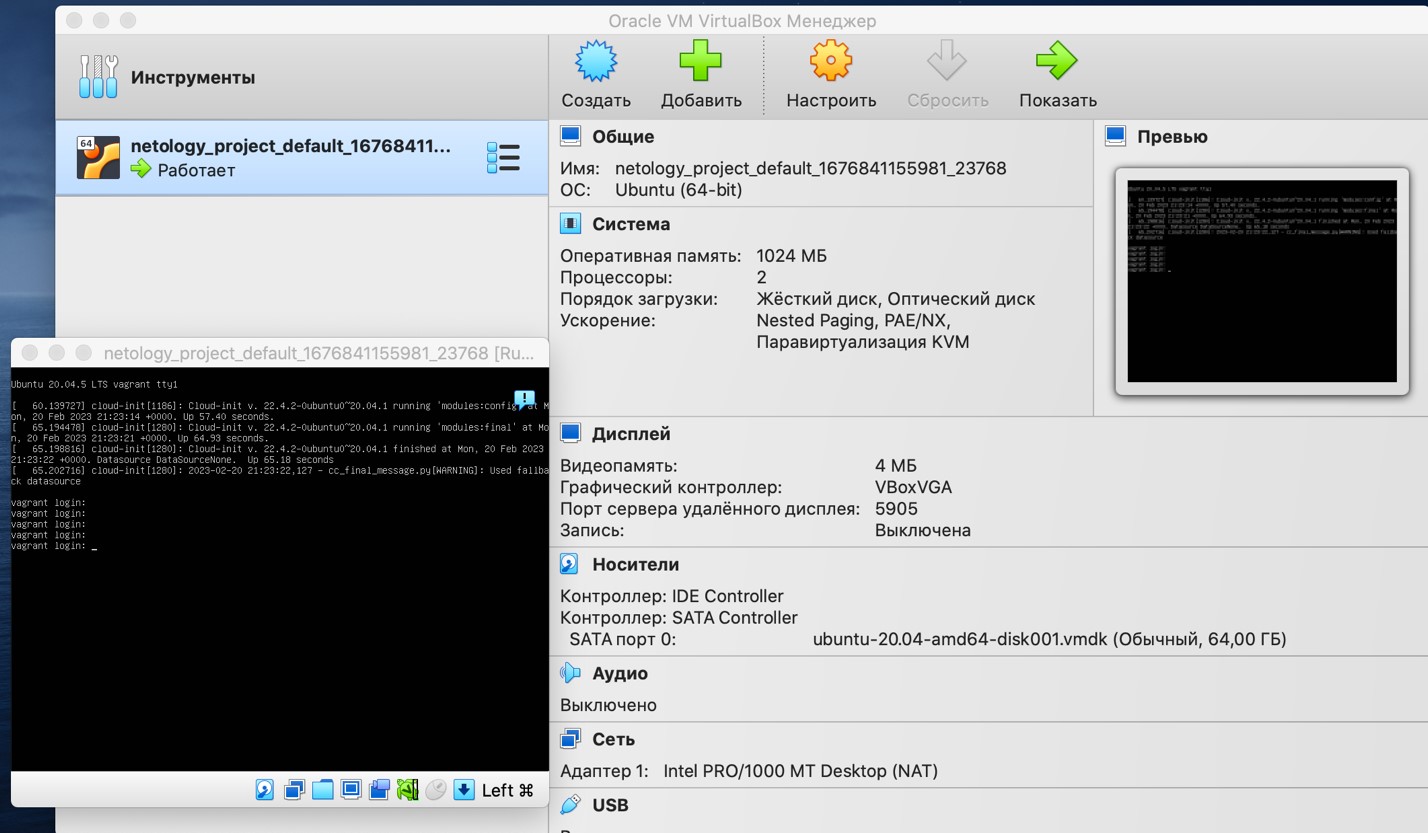 Oracle VM VirtualBox Менеджер
Инструменты
Создать
Добавить
Настроить
Сбросить
Показать
64
netology_project_default_16768411...
Работает
Общие
Имя: netology_project_default_1676841155981_23768
ОС: Ubuntu (64-bit)
Превью
Система
Оперативная память: 1024 МБ
Процессоры: 2
Порядок загрузки: Жёсткий диск, Оптический диск
Ускорение: Nested Paging, PAE/NX,
Паравиртуализация KVM
Дисплей
Видеопамять: 4 МБ
Графический контроллер: VBoxVGA
Порт сервера удалённого дисплея: 5905
Запись: Выключена
Носители
Контроллер: IDE Controller
Контроллер: SATA Controller
SATA порт 0: ubuntu-20.04-amd64-disk001.vmdk (Обычный, 64,00 ГБ)
Аудио
Выключено
Сеть
Адаптер 1: Intel PRO/1000 MT Desktop (NAT)
USB
netology_project_default_1676841155981_23768 [Ru...
Ubuntu 20.04.5 LTS vagrant tty1
[   60.139727] cloud-init[1186]: Cloud-init v. 22.4.2-0ubuntu0~20.04.1 running 'modules:config' at M
on, 20 Feb 2023 21:23:14 +0000. Up 57.40 seconds.
[   65.194478] cloud-init[1280]: Cloud-init v. 22.4.2-0ubuntu0~20.04.1 running 'modules:final' at Mo
n, 20 Feb 2023 21:23:21 +0000. Up 64.93 seconds.
[   65.198816] cloud-init[1280]: Cloud-init v. 22.4.2-0ubuntu0~20.04.1 finished at Mon, 20 Feb 2023
21:23:22 +0000. Datasource DataSourceNone.  Up 65.18 seconds
[   65.202716] cloud-init[1280]: 2023-02-20 21:23:22,127 - cc_final_message.py[WARNING]: Used fallba
ck datasource
vagrant login:
vagrant login:
vagrant login:
vagrant login:
vagrant login: _
Left ⌘